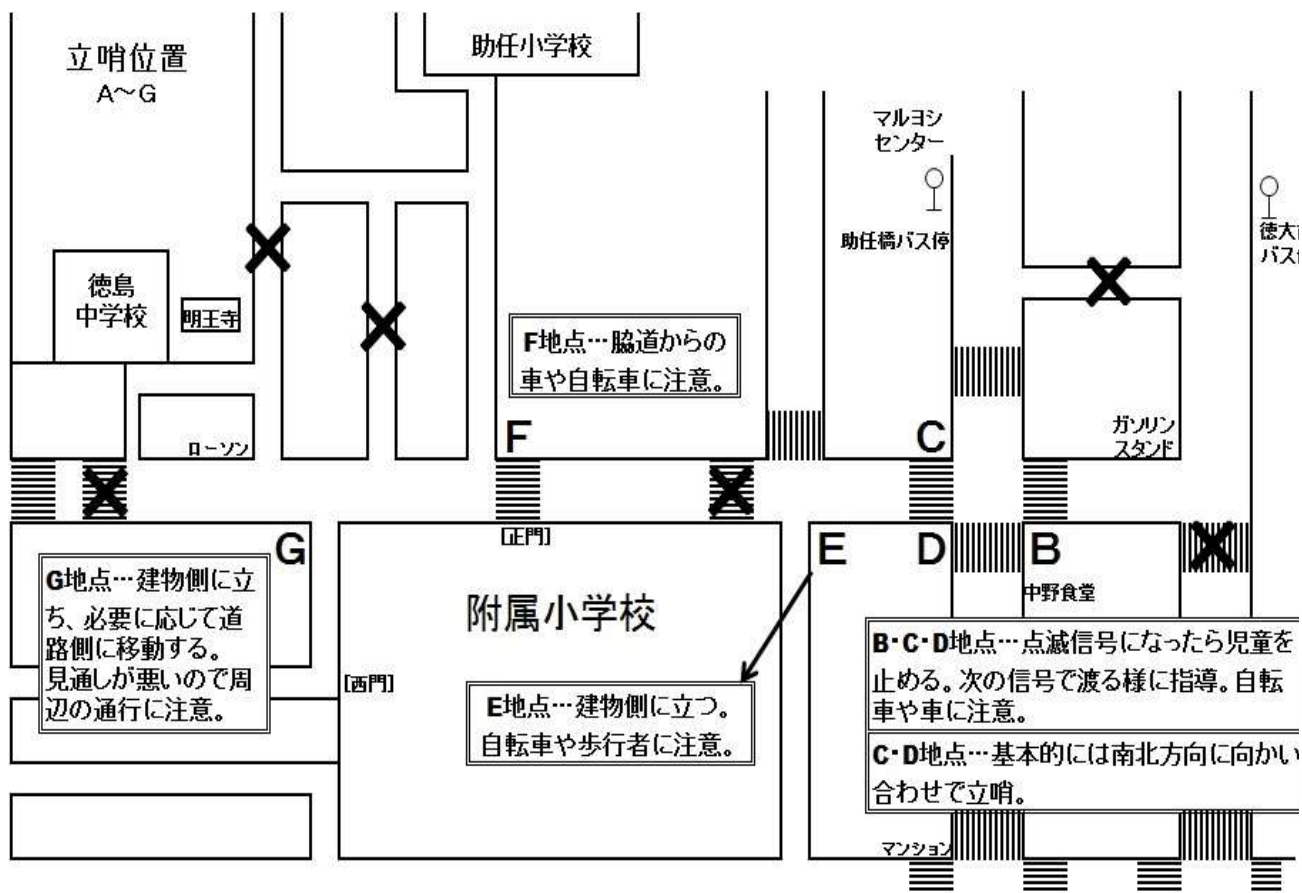 立哨位置
A～G
助任小学校
マルヨシ
センター
助任橋バス停
徳大
バス
徳島
中学校
明王寺
F地点…脇道からの
車や自転車に注意。
ローソン
F
C
ガソリン
スタンド
G
[正門]
E
D
B
中野食堂
G地点…建物側に立
ち、必要に応じて道
路側に移動する。
見通しが悪いので周
辺の通行に注意。
附属小学校
[西門]
E地点…建物側に立つ。
自転車や歩行者に注意。
B・C・D地点…点滅信号になったら児童を
止める。次の信号で渡る様に指導。自転
車や車に注意。
C・D地点…基本的には南北方向に向かい
合わせで立哨。
マンション